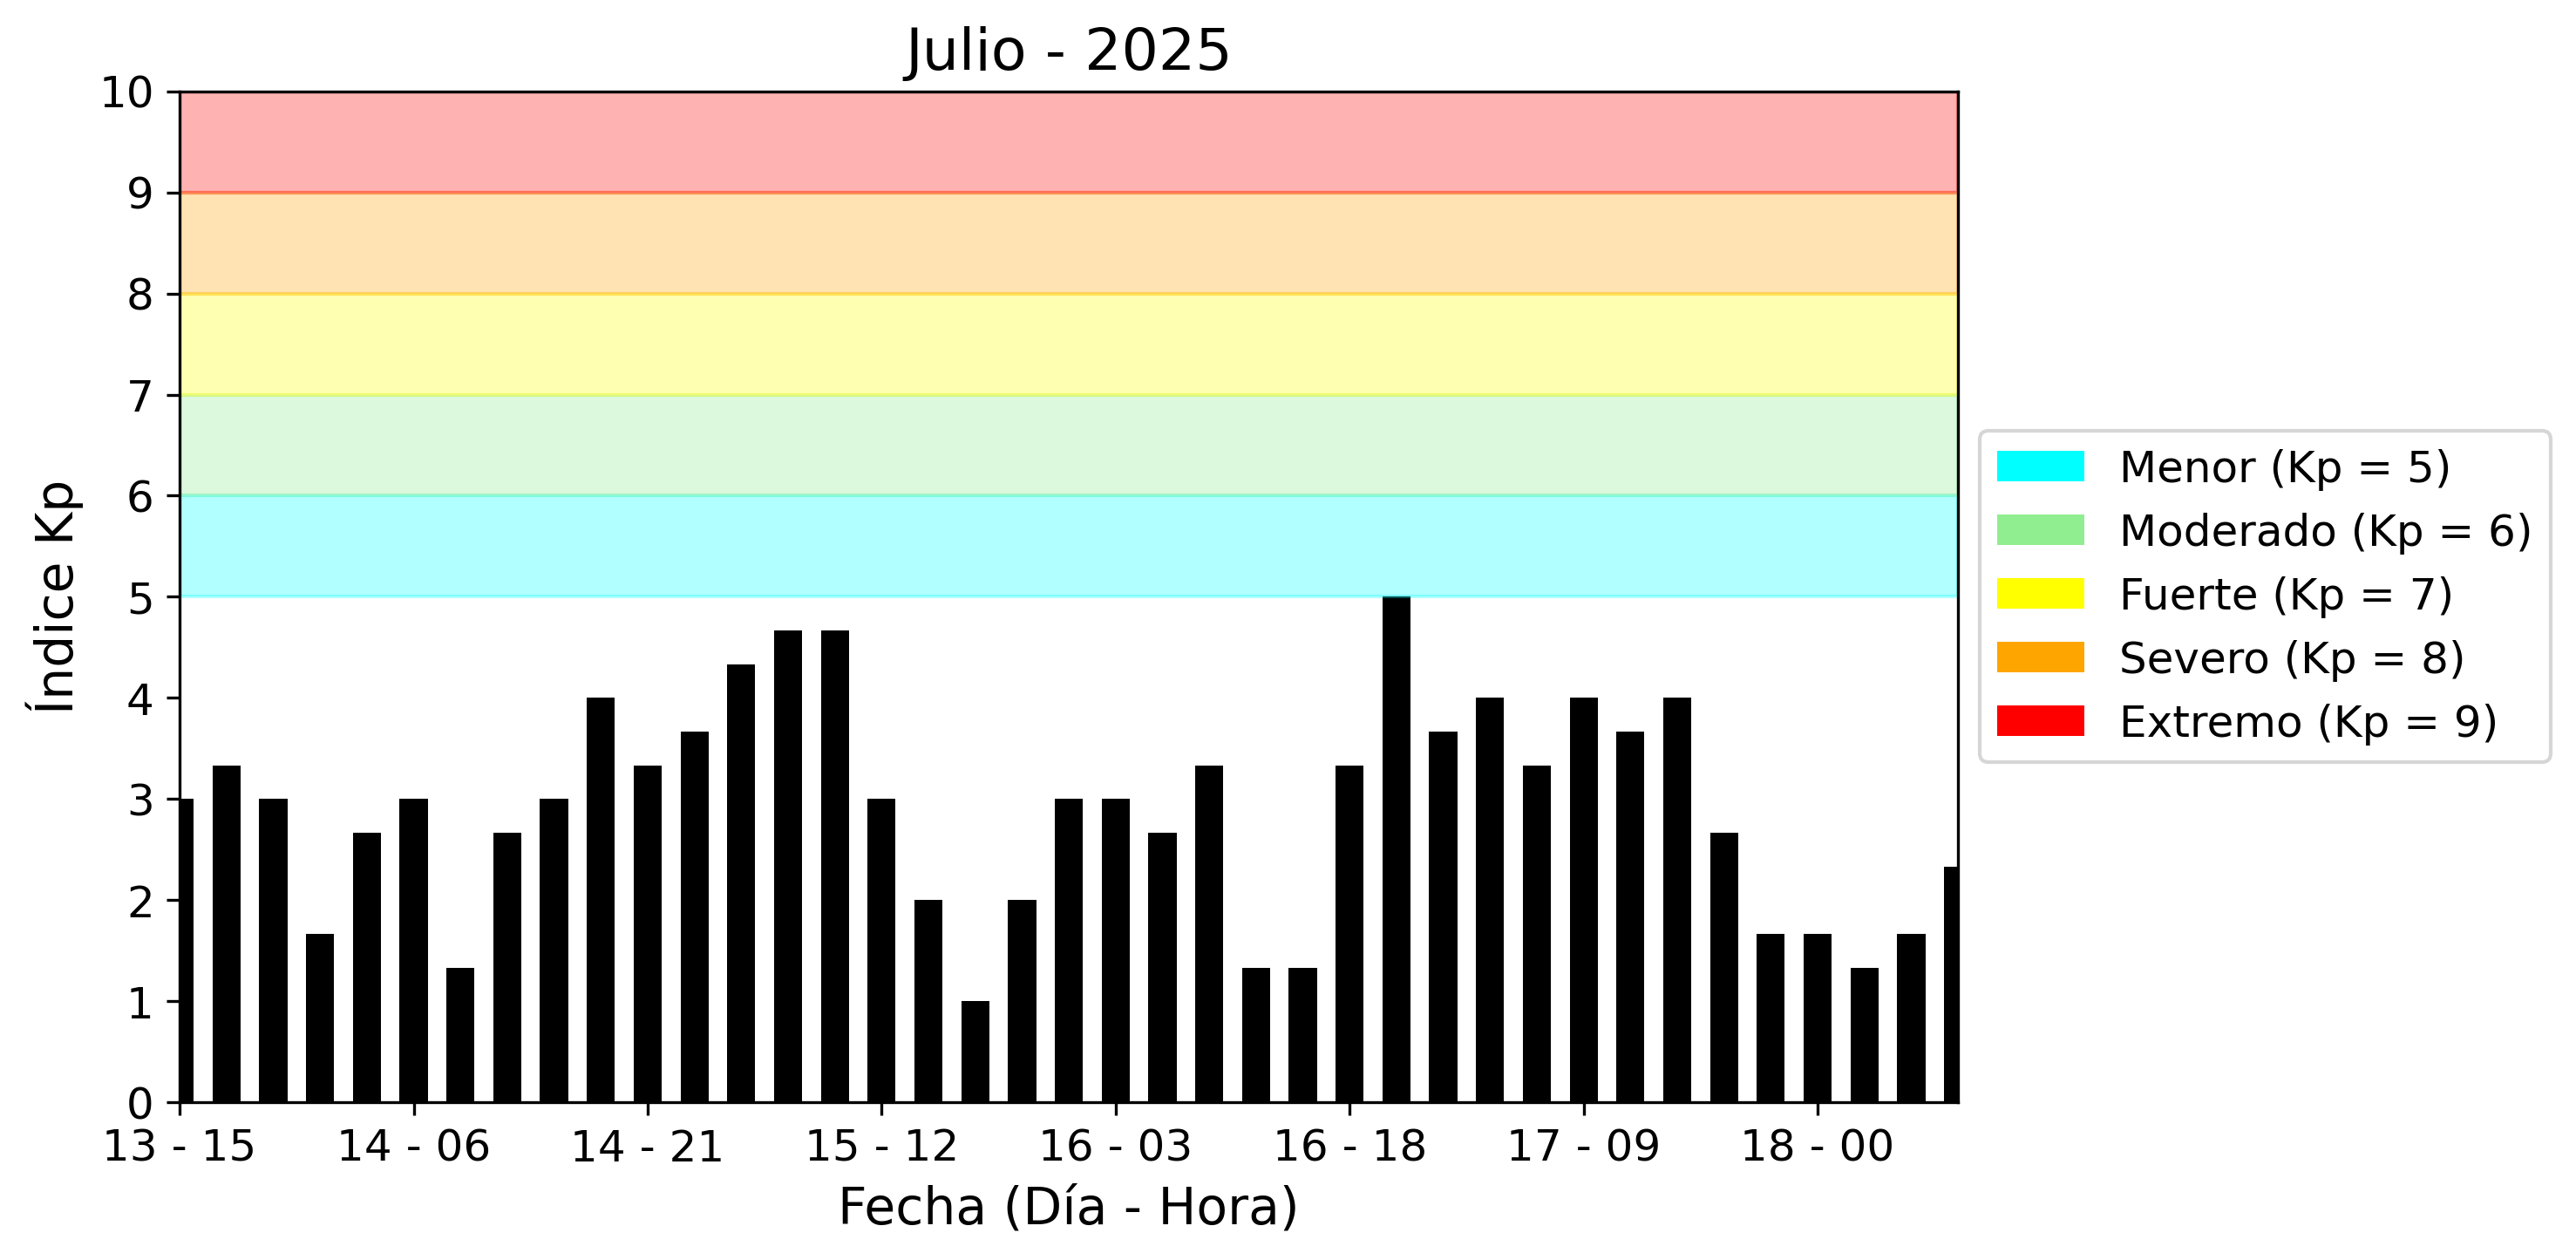 Julio - 2025
10
9
8
7
6
5
4
3
2
1
0
Índice Kp
13 - 15 14 - 06 14 - 21 15 - 12 16 - 03 16 - 18 17 - 09 18 - 00
Fecha (Día - Hora)
Menor (Kp = 5)
Moderado (Kp = 6)
Fuerte (Kp = 7)
Severo (Kp = 8)
Extremo (Kp = 9)